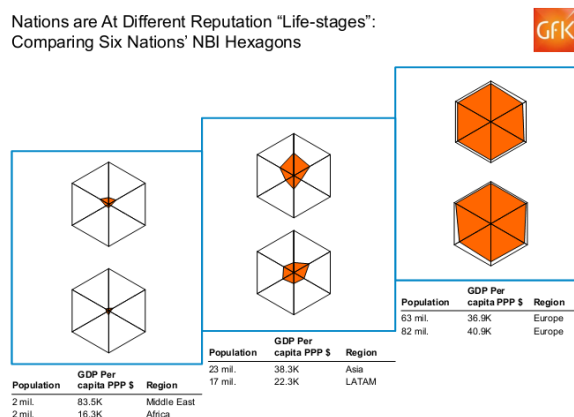 Nations are At Different Reputation “Life-stages”:
Comparing Six Nations’ NBI Hexagons
GfK
Population GDP Per capita PPP $ Region
2 mil. 83.5K Middle East
2 mil. 16.3K Africa
Population GDP Per capita PPP $ Region
23 mil. 38.3K Asia
17 mil. 22.3K LATAM
Population GDP Per capita PPP $ Region
63 mil. 36.9K Europe
82 mil. 40.9K Europe